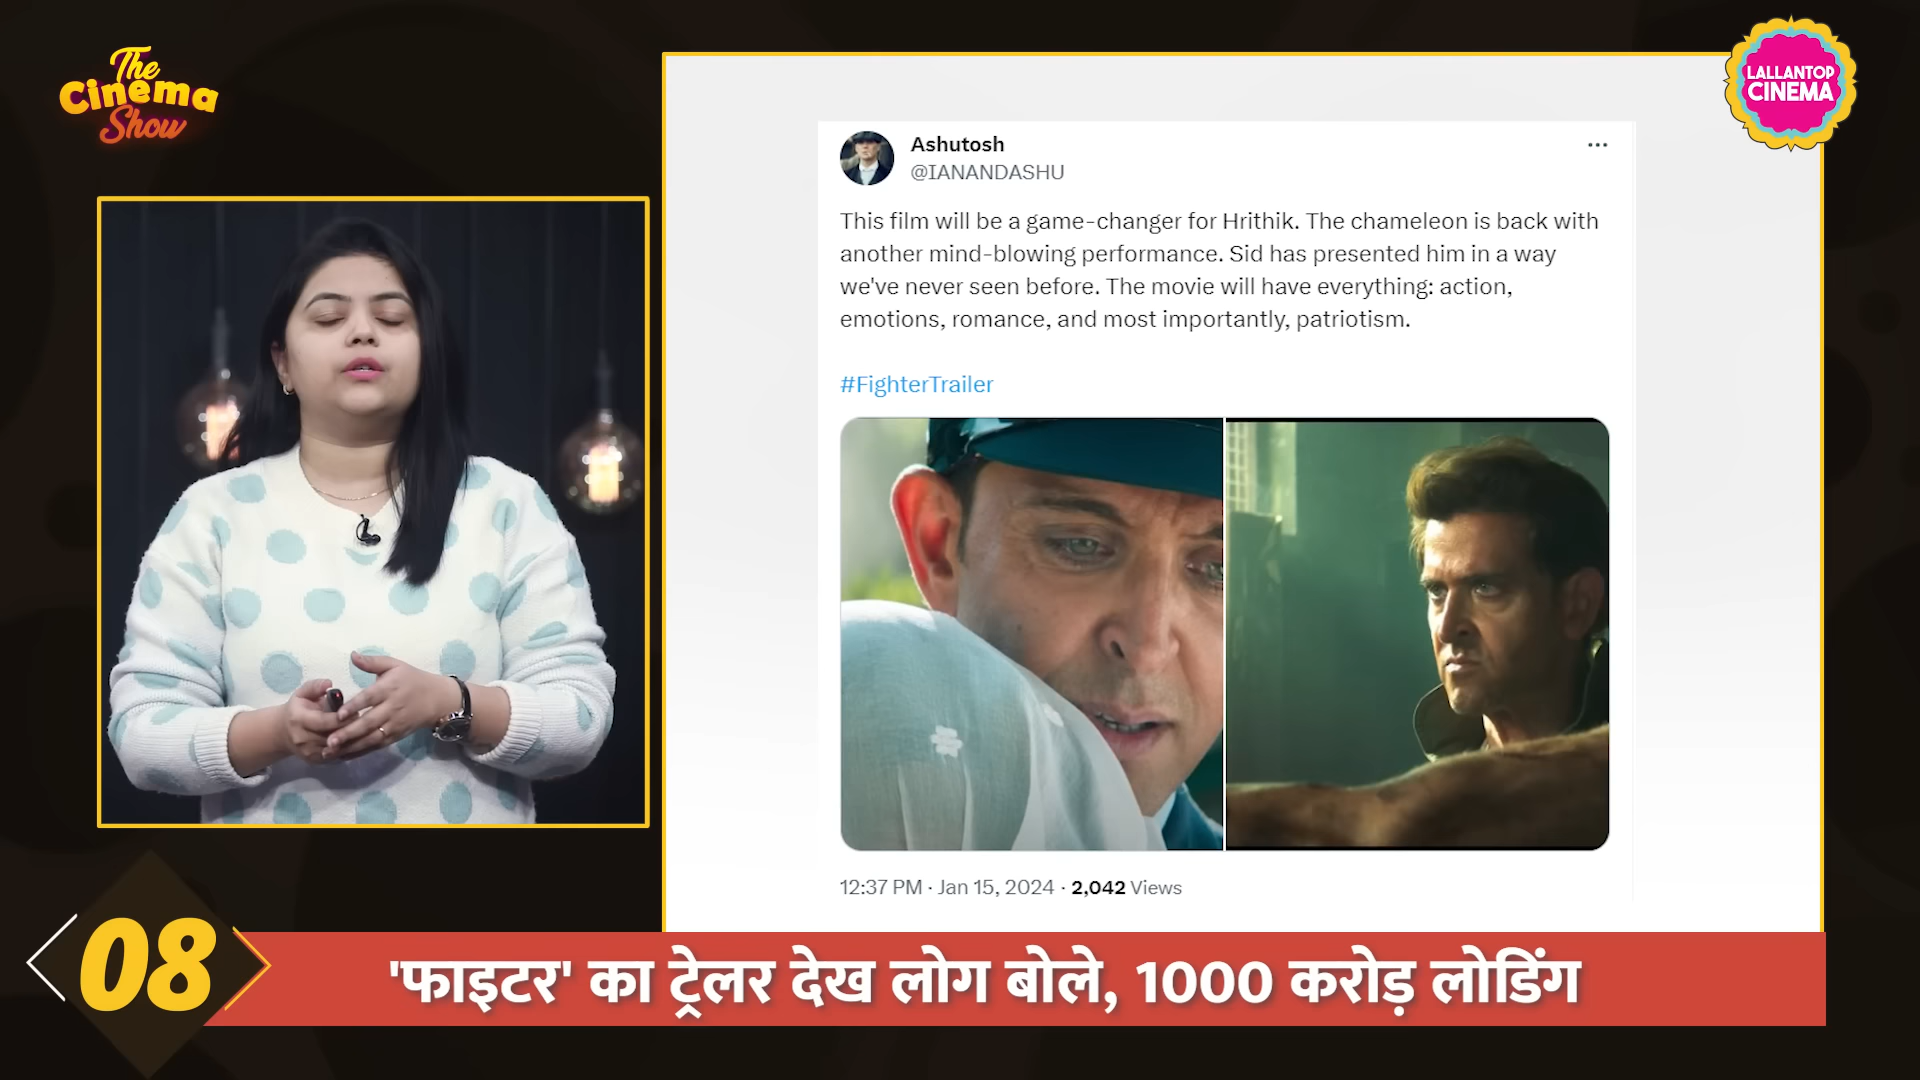 The
Cinema
Show
LALLANTOP
CINEMA
Ashutosh
@IANANDASHU
This film will be a game-changer for Hrithik. The chameleon is back with
another mind-blowing performance. Sid has presented him in a way
we've never seen before. The movie will have everything: action,
emotions, romance, and most importantly, patriotism.
#FighterTrailer
12:37 PM · Jan 15, 2024 · 2,042 Views
08
'फाइटर' का ट्रेलर देख लोग बोले, 1000 करोड़ लोडिंग